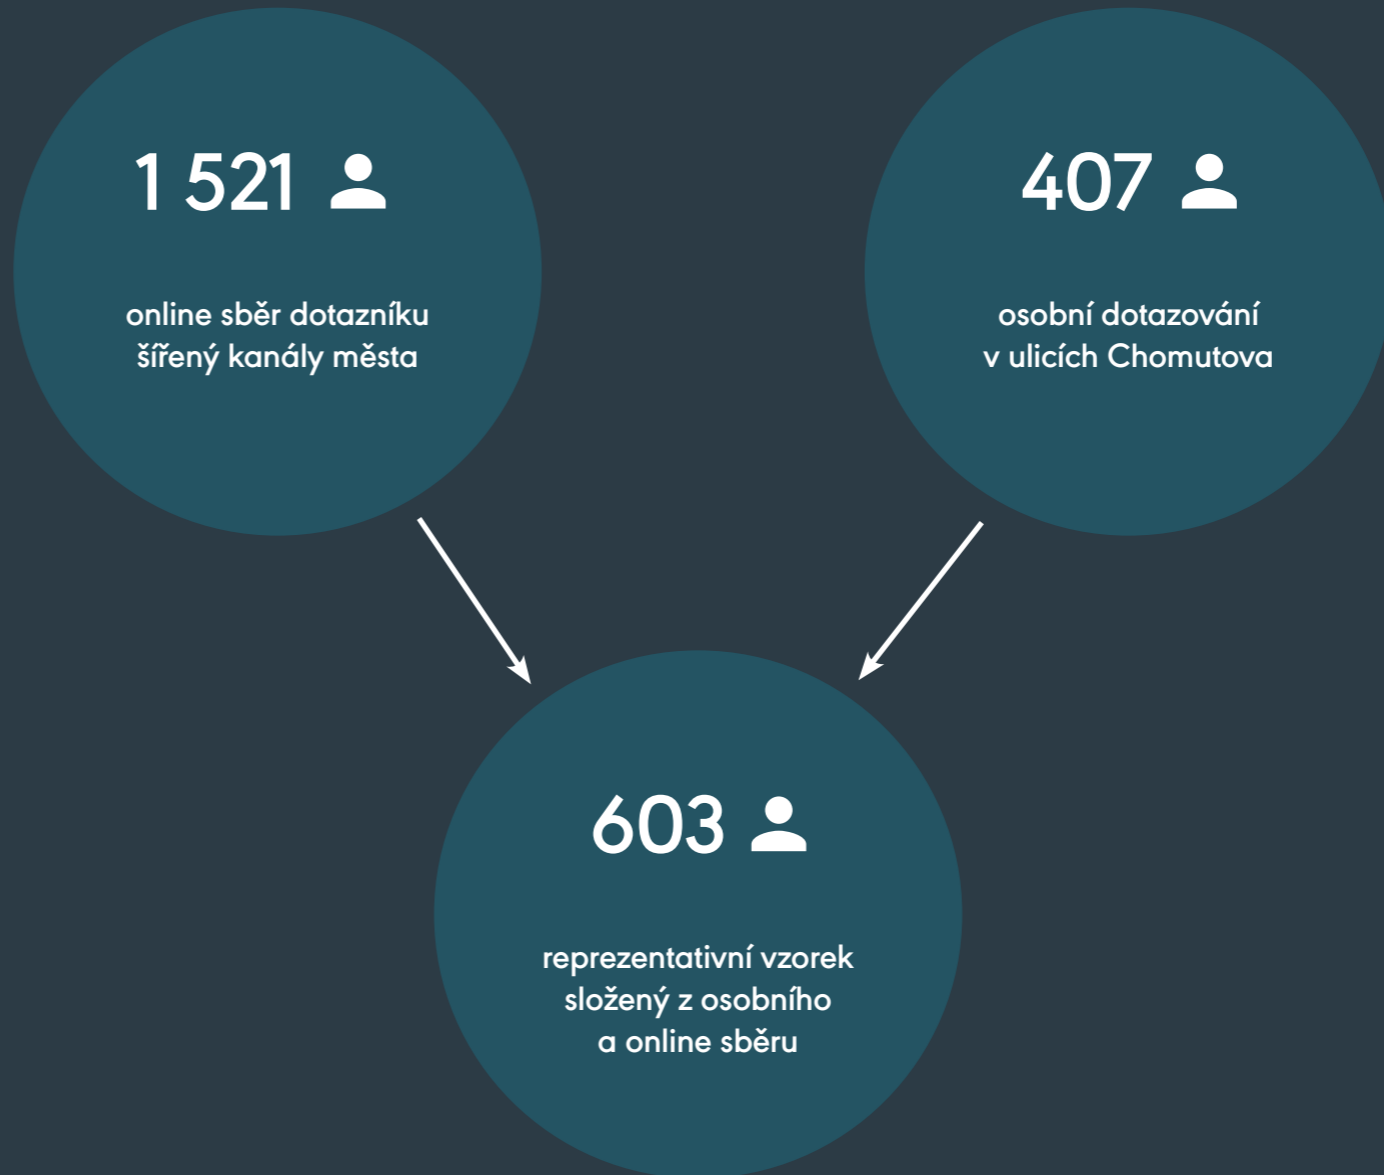 1 521
online sběr dotazníku
šířený kanály města
407
osobní dotazování
v ulicích Chomutova
603
reprezentativní vzorek
složený z osobního
a online sběru